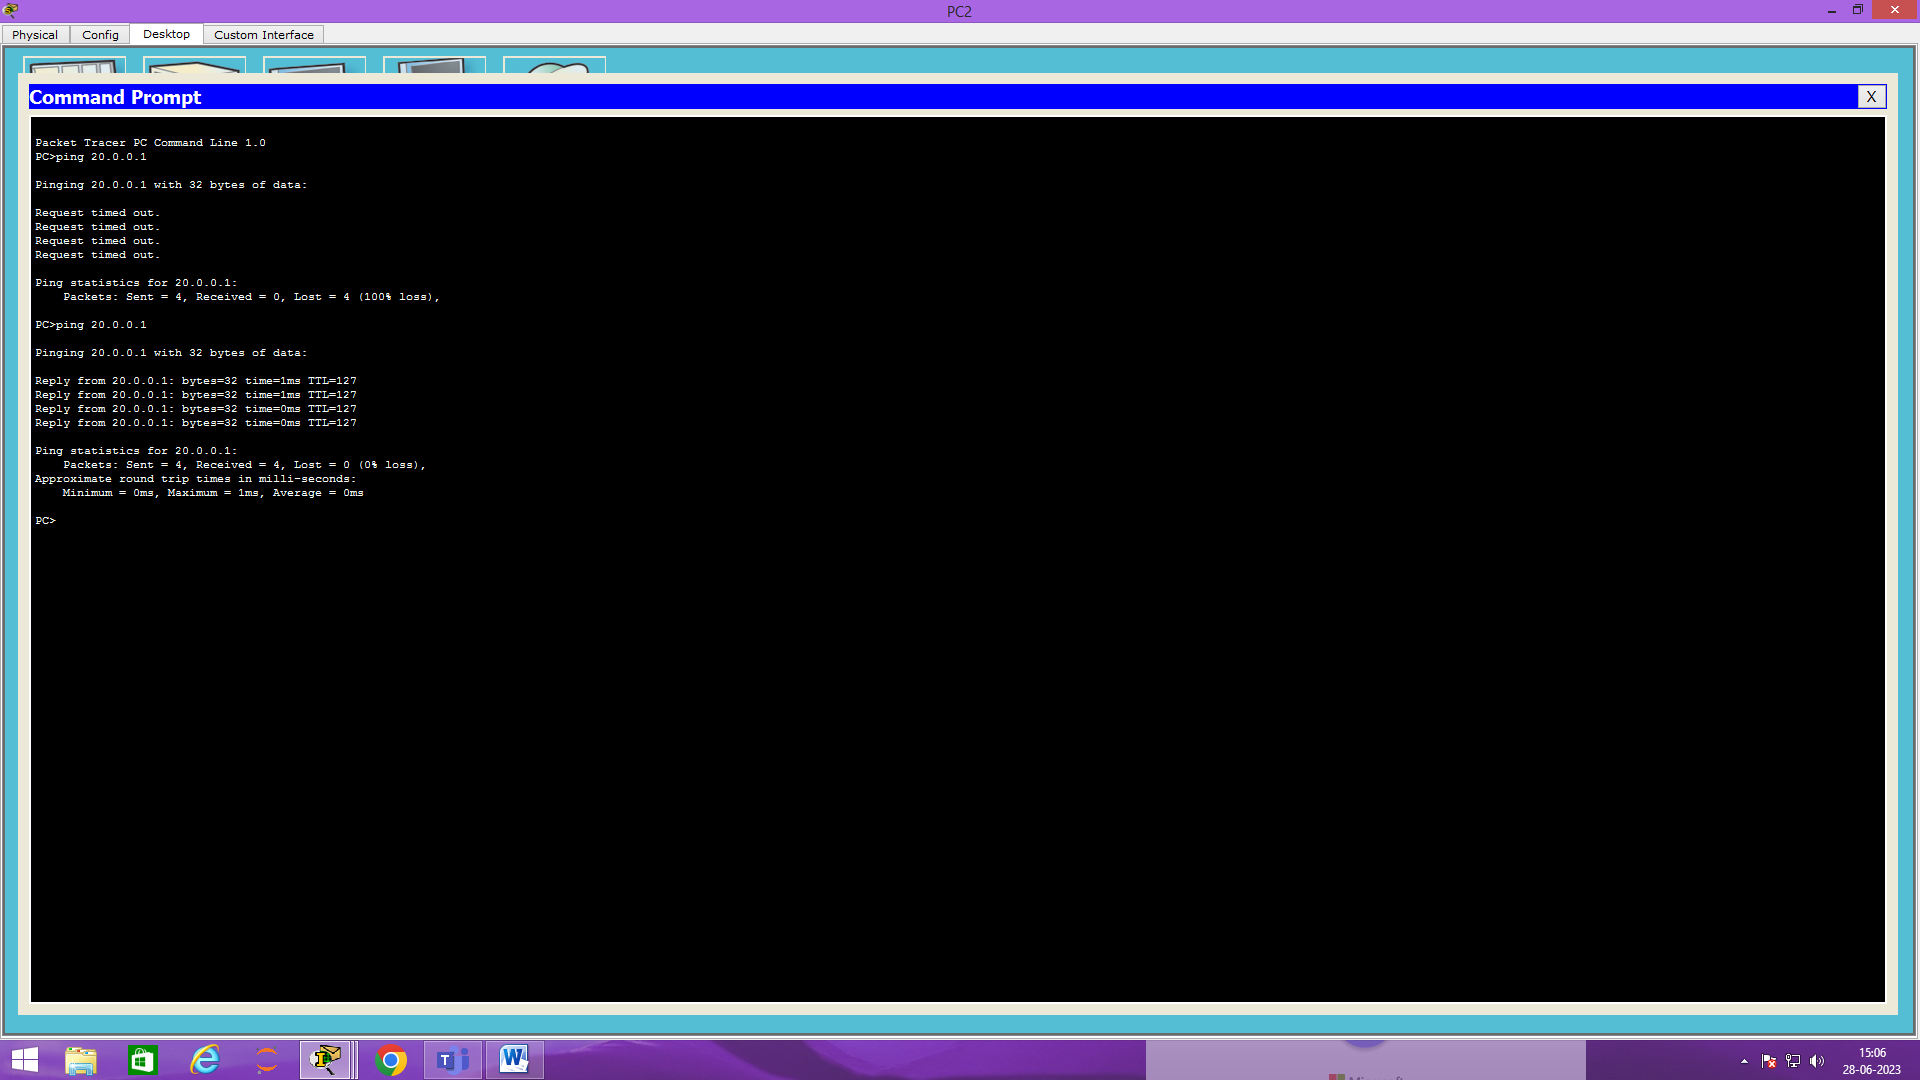 PC2
Physical
Config
Desktop
Custom Interface
Command Prompt
X
Packet Tracer PC Command Line 1.0
PC>ping 20.0.0.1
Pinging 20.0.0.1 with 32 bytes of data:
Request timed out.
Request timed out.
Request timed out.
Request timed out.
Ping statistics for 20.0.0.1:
    Packets: Sent = 4, Received = 0, Lost = 4 (100% loss),
PC>ping 20.0.0.1
Pinging 20.0.0.1 with 32 bytes of data:
Reply from 20.0.0.1: bytes=32 time=1ms TTL=127
Reply from 20.0.0.1: bytes=32 time=1ms TTL=127
Reply from 20.0.0.1: bytes=32 time=0ms TTL=127
Reply from 20.0.0.1: bytes=32 time=0ms TTL=127
Ping statistics for 20.0.0.1:
    Packets: Sent = 4, Received = 4, Lost = 0 (0% loss),
Approximate round trip times in milli-seconds:
    Minimum = 0ms, Maximum = 1ms, Average = 0ms
PC>
15:06
28-06-2023